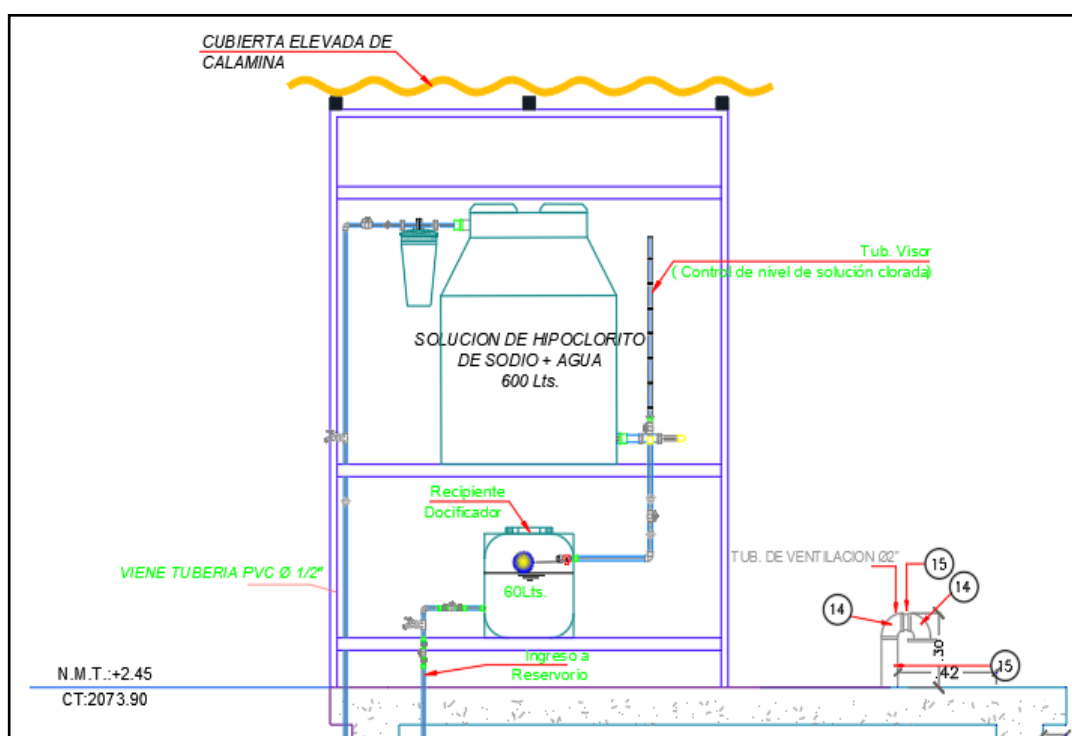 CUBIERTA ELEVADA DE
CALAMINA
Tub. Visor
( Control de nivel de solución clorada)
SOLUCION DE HIPOCLORITO
DE SODIO + AGUA
600 Lts.
Recipiente
Docificador
VIENE TUBERIA PVC Ø 1/2"
60Lts.
TUB. DE VENTILACION Ø2"
15
14
14
.30
15
.42
Ingreso a
Reservorio
N.M.T.:+2.45
CT:2073.90